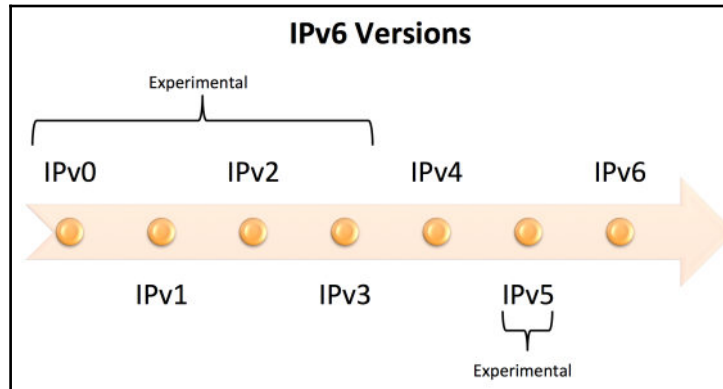 IPv6 Versions
Experimental
IPv0
IPv2
IPv4
IPv6
IPv1
IPv3
IPv5
Experimental